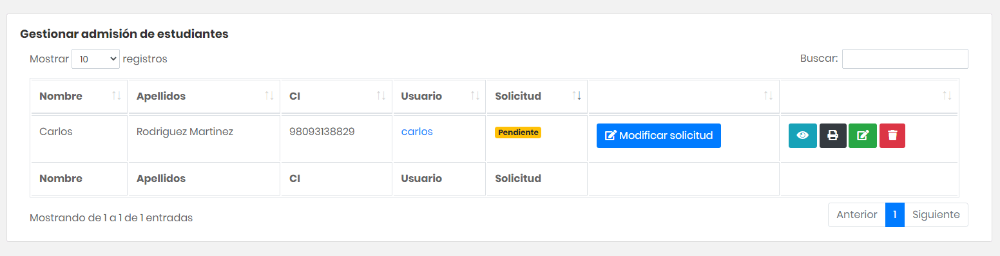 Gestionar admisión de estudiantes
Mostrar 10 registros Buscar:
Nombre Apellidos CI Usuario Solicitud
Carlos Rodriguez Martinez 98093138829 carlos Pendiente Modificar solicitud
Nombre Apellidos CI Usuario Solicitud
Mostrando de 1 a 1 de 1 entradas Anterior 1 Siguiente